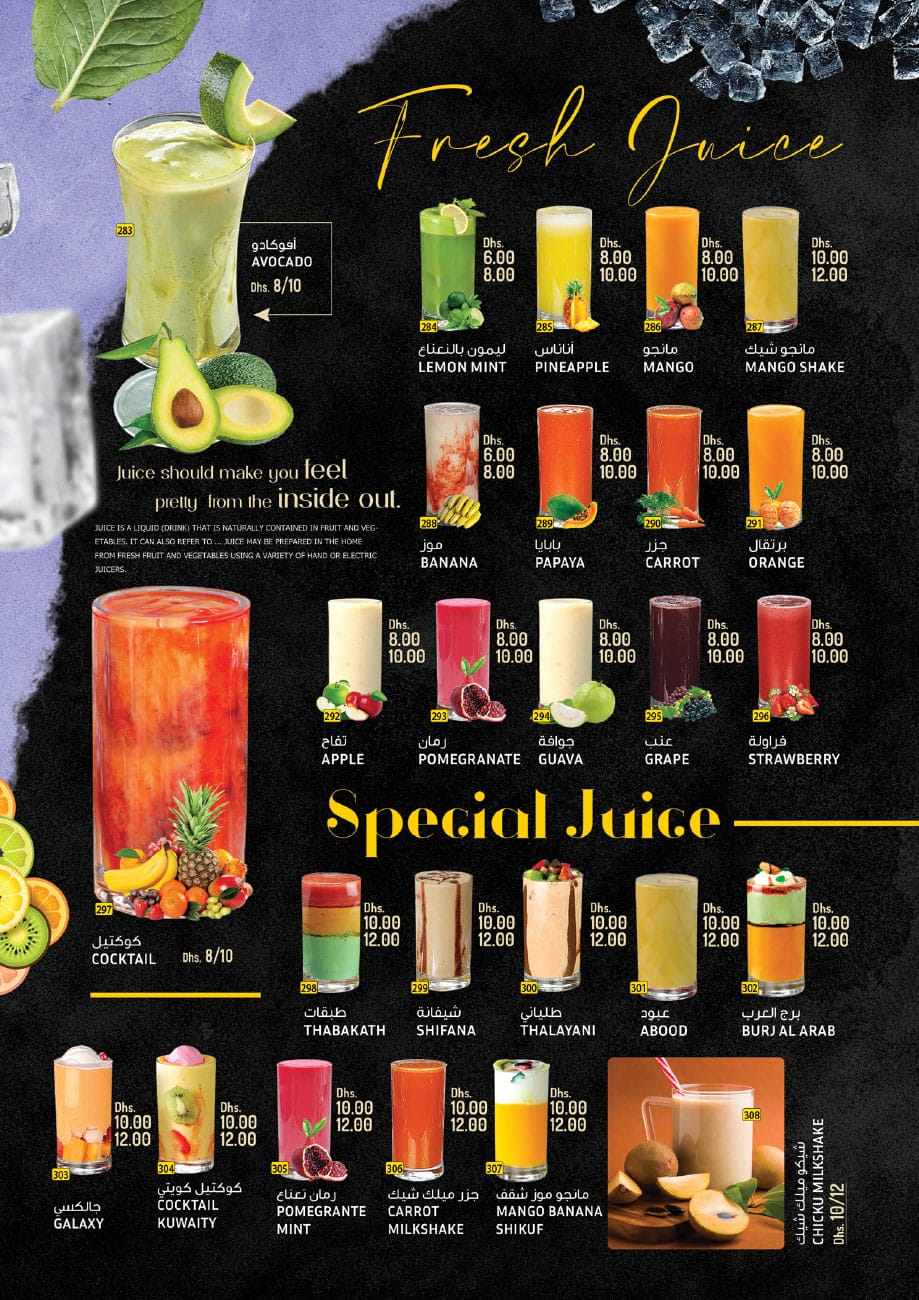 Fresh Juice
283
أفوكادو
AVOCADO
Dhs. 8/10
Dhs.
6.00
8.00
284
ليمون بالنعناع
LEMON MINT
Dhs.
8.00
10.00
285
أناناس
PINEAPPLE
Dhs.
8.00
10.00
286
مانجو
MANGO
Dhs.
10.00
12.00
287
مانجو شيك
MANGO SHAKE
Juice should make you feel
pretty from the inside out.
JUICE IS A LIQUID (DRINK) THAT IS NATURALLY CONTAINED IN FRUIT AND VEG-
ETABLES. IT CAN ALSO REFER TO ... JUICE MAY BE PREPARED IN THE HOME
FROM FRESH FRUIT AND VEGETABLES USING A VARIETY OF HAND OR ELECTRIC
JUICERS.
Dhs.
6.00
8.00
288
موز
BANANA
Dhs.
8.00
10.00
289
بابايا
PAPAYA
Dhs.
8.00
10.00
290
جزر
CARROT
Dhs.
8.00
10.00
291
برتقال
ORANGE
Dhs.
8.00
10.00
292
تفاح
APPLE
Dhs.
8.00
10.00
293
رمان
POMEGRANATE
Dhs.
8.00
10.00
294
جوافة
GUAVA
Dhs.
8.00
10.00
295
عنب
GRAPE
Dhs.
8.00
10.00
296
فراولة
STRAWBERRY
297
كوكتيل
COCKTAIL
Dhs. 8/10
Special Juice
Dhs.
10.00
12.00
298
طبقات
THABAKATH
Dhs.
10.00
12.00
299
شيفانة
SHIFANA
Dhs.
10.00
12.00
300
طلياني
THALAYANI
Dhs.
10.00
12.00
301
عبود
ABOOD
Dhs.
10.00
12.00
302
برج العرب
BURJ AL ARAB
Dhs.
10.00
12.00
303
جالكسي
GALAXY
Dhs.
10.00
12.00
304
كوكتيل كويتي
COCKTAIL
KUWAITY
Dhs.
10.00
12.00
305
رمان نعناع
POMEGRANTE
MINT
Dhs.
10.00
12.00
306
جزر ميلك شيك
CARROT
MILKSHAKE
Dhs.
10.00
12.00
307
مانجو موز شقف
MANGO BANANA
SHIKUF
308
شيكو ميلك شيك
CHICKU MILKSHAKE
Dhs. 10/12